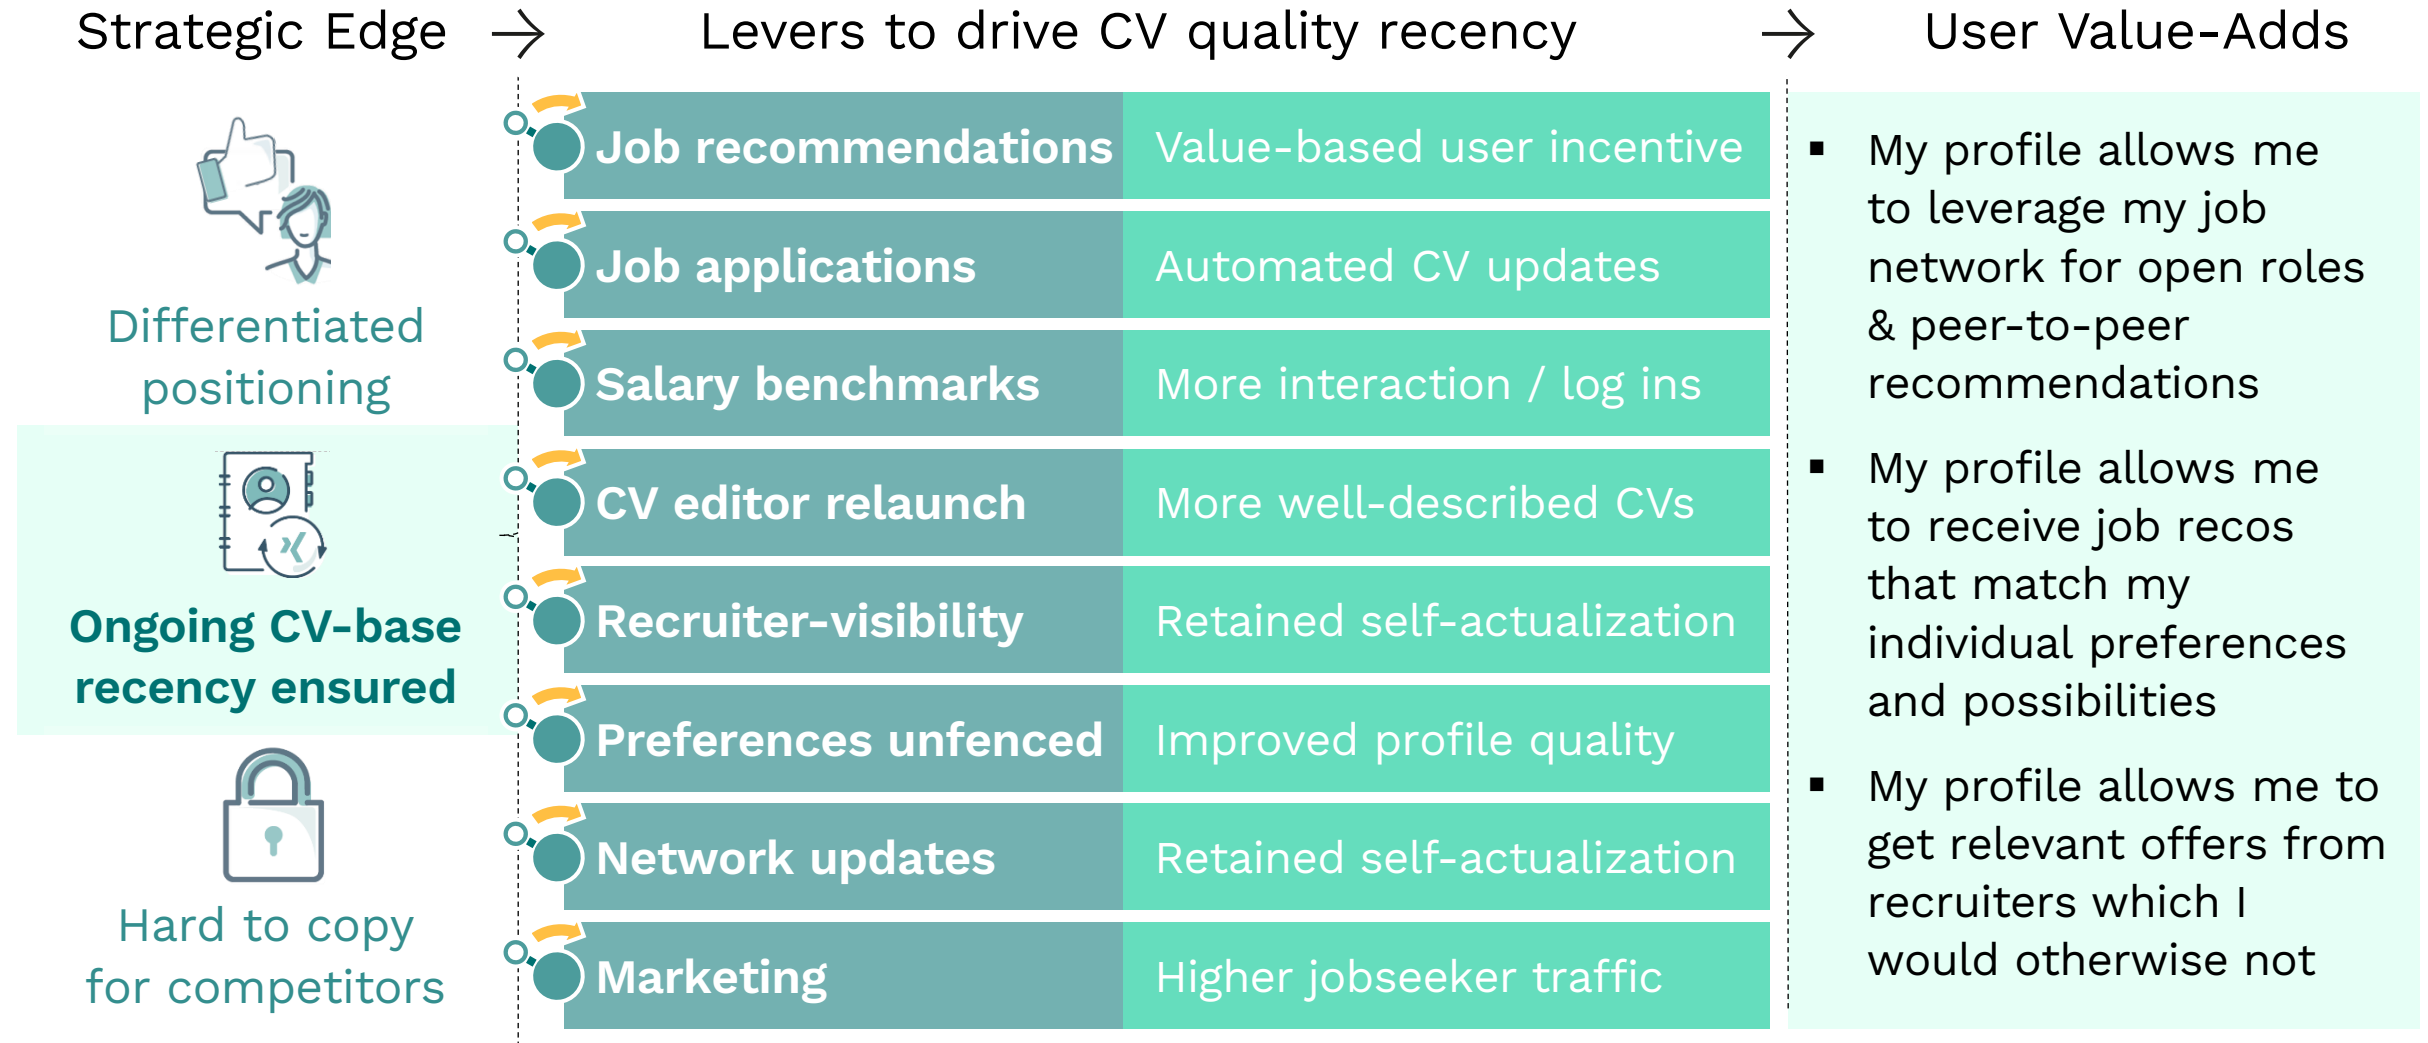 Strategic Edge → Levers to drive CV quality recency → User Value-Adds
Differentiated
positioning
Ongoing CV-base
recency ensured
Hard to copy
for competitors
Job recommendations Value-based user incentive
Job applications Automated CV updates
Salary benchmarks More interaction / log ins
CV editor relaunch More well-described CVs
Recruiter-visibility Retained self-actualization
Preferences unfenced Improved profile quality
Network updates Retained self-actualization
Marketing Higher jobseeker traffic
▪ My profile allows me
to leverage my job
network for open roles
& peer-to-peer
recommendations
▪ My profile allows me
to receive job recos
that match my
individual preferences
and possibilities
▪ My profile allows me to
get relevant offers from
recruiters which I
would otherwise not